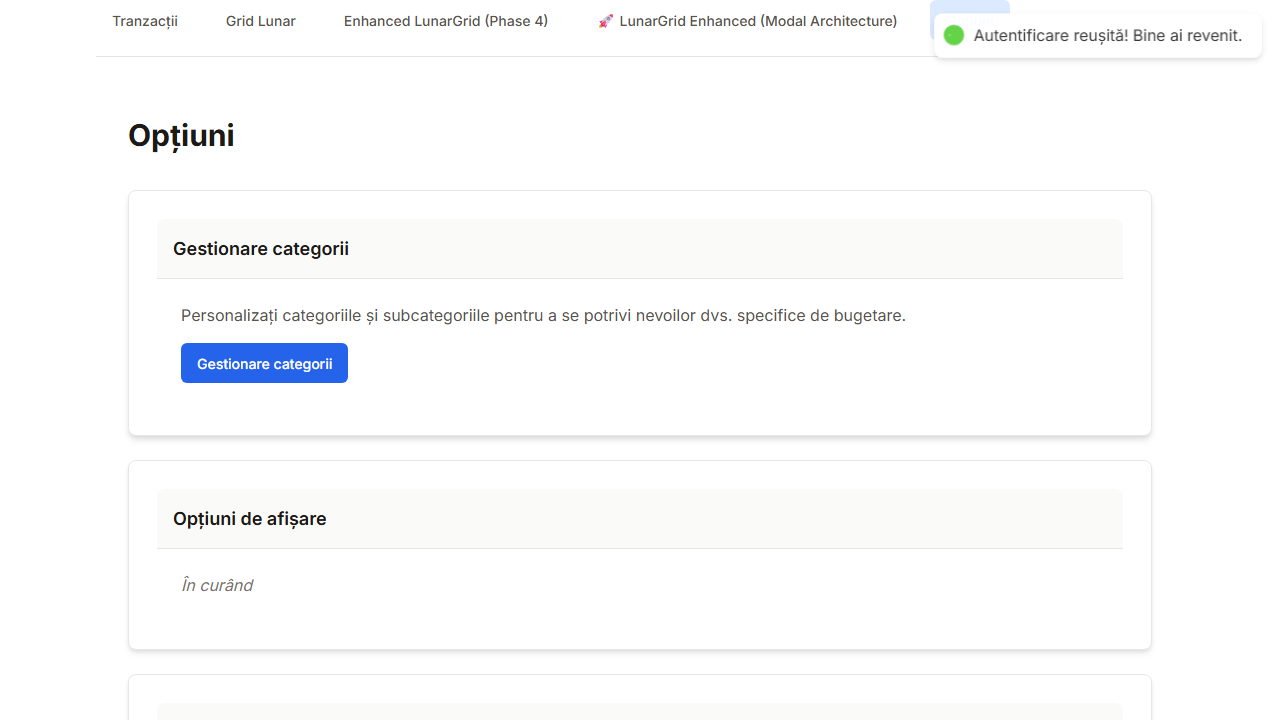 Tranzacții Grid Lunar Enhanced LunarGrid (Phase 4) 🚀 LunarGrid Enhanced (Modal Architecture)
Autentificare reușită! Bine ai revenit.
Opțiuni
Gestionare categorii
Personalizați categoriile și subcategoriile pentru a se potrivi nevoilor dvs. specifice de bugetare.
Gestionare categorii
Opțiuni de afișare
În curând